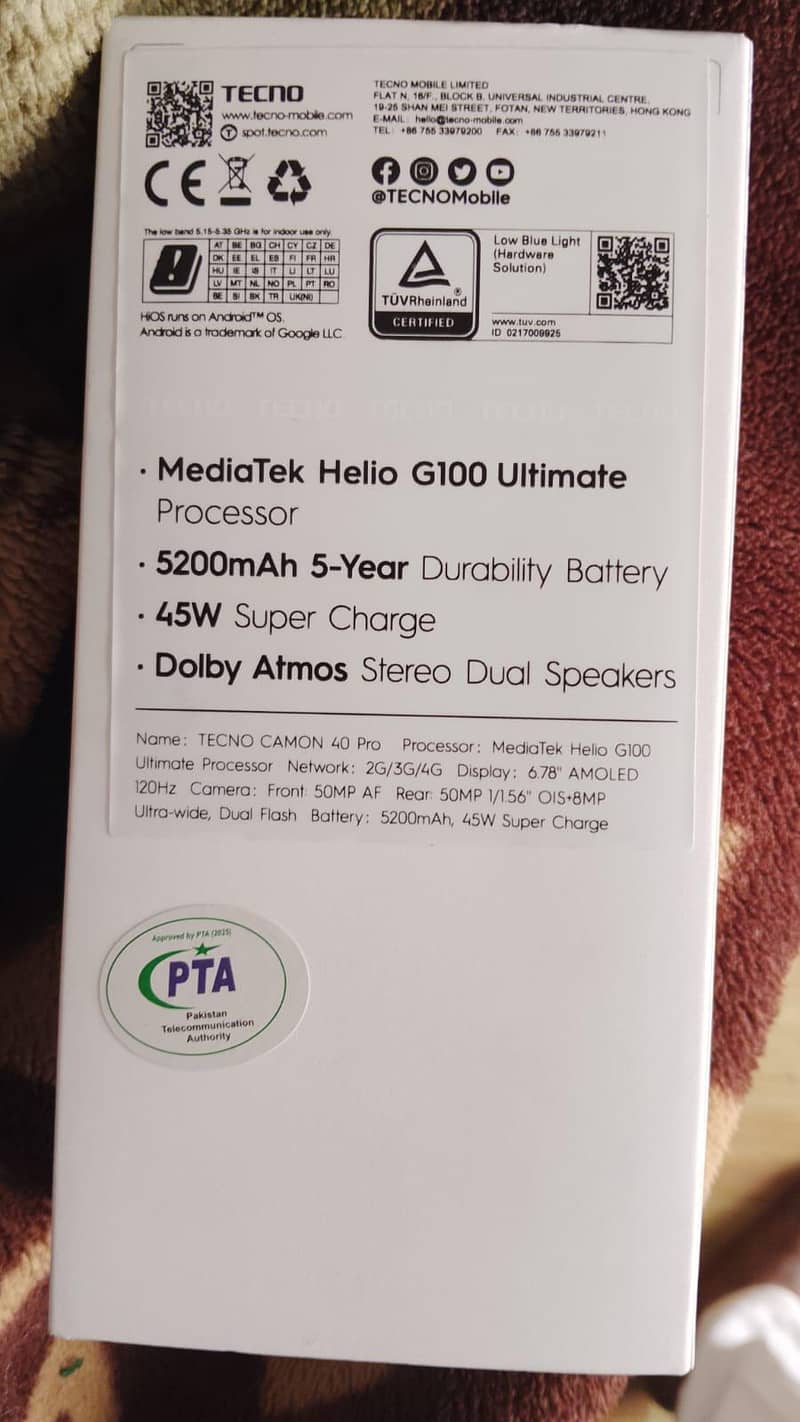 TECNO
www.tecno-mobile.com
spot.tecno.com
TECNO MOBILE LIMITED
FLAT N, 16/F., BLOCK B, UNIVERSAL INDUSTRIAL CENTRE,
19-25 SHAN MEI STREET, FOTAN, NEW TERRITORIES, HONG KONG
E-MAIL: hello@tecno-mobile.com
TEL: +86 755 33979200 FAX: +86 755 33979211
CE
@TECNOMobile
The low band 5.15-5.35 GHz is for indoor use only.
AT BE BG CH CY CZ DE
DK EE EL ES FI FR HR
HU IE IS IT LI LT LU
LV MT NL NO PL PT RO
SE SI SK TR UK(NI)
HiOS runs on Android™ OS.
Android is a trademark of Google LLC.
TÜVRheinland®
CERTIFIED
Low Blue Light
(Hardware
Solution)
www.tuv.com
ID 0217009925
· MediaTek Helio G100 Ultimate
Processor
· 5200mAh 5-Year Durability Battery
· 45W Super Charge
· Dolby Atmos Stereo Dual Speakers
Name: TECNO CAMON 40 Pro Processor: MediaTek Helio G100
Ultimate Processor Network: 2G/3G/4G Display: 6.78" AMOLED
120Hz Camera: Front: 50MP AF Rear: 50MP 1/1.56" OIS+8MP
Ultra-wide, Dual Flash Battery: 5200mAh, 45W Super Charge
Approved by PTA (2025)
PTA
Pakistan
Telecommunication
Authority